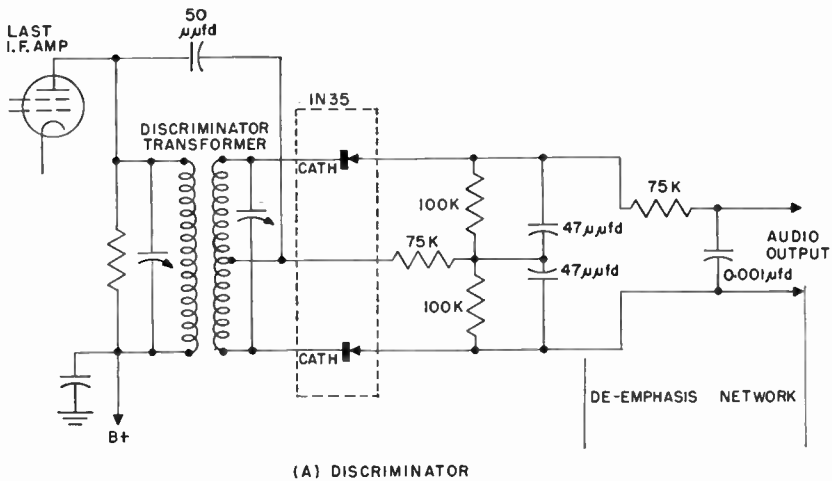 50
μμfd
LAST
I.F. AMP
IN35
DISCRIMINATOR
TRANSFORMER
CATH
100K
75K
47μμfd
75K
AUDIO
OUTPUT
0.001μfd
47μμfd
100K
CATH
DE-EMPHASIS NETWORK
B+
(A) DISCRIMINATOR